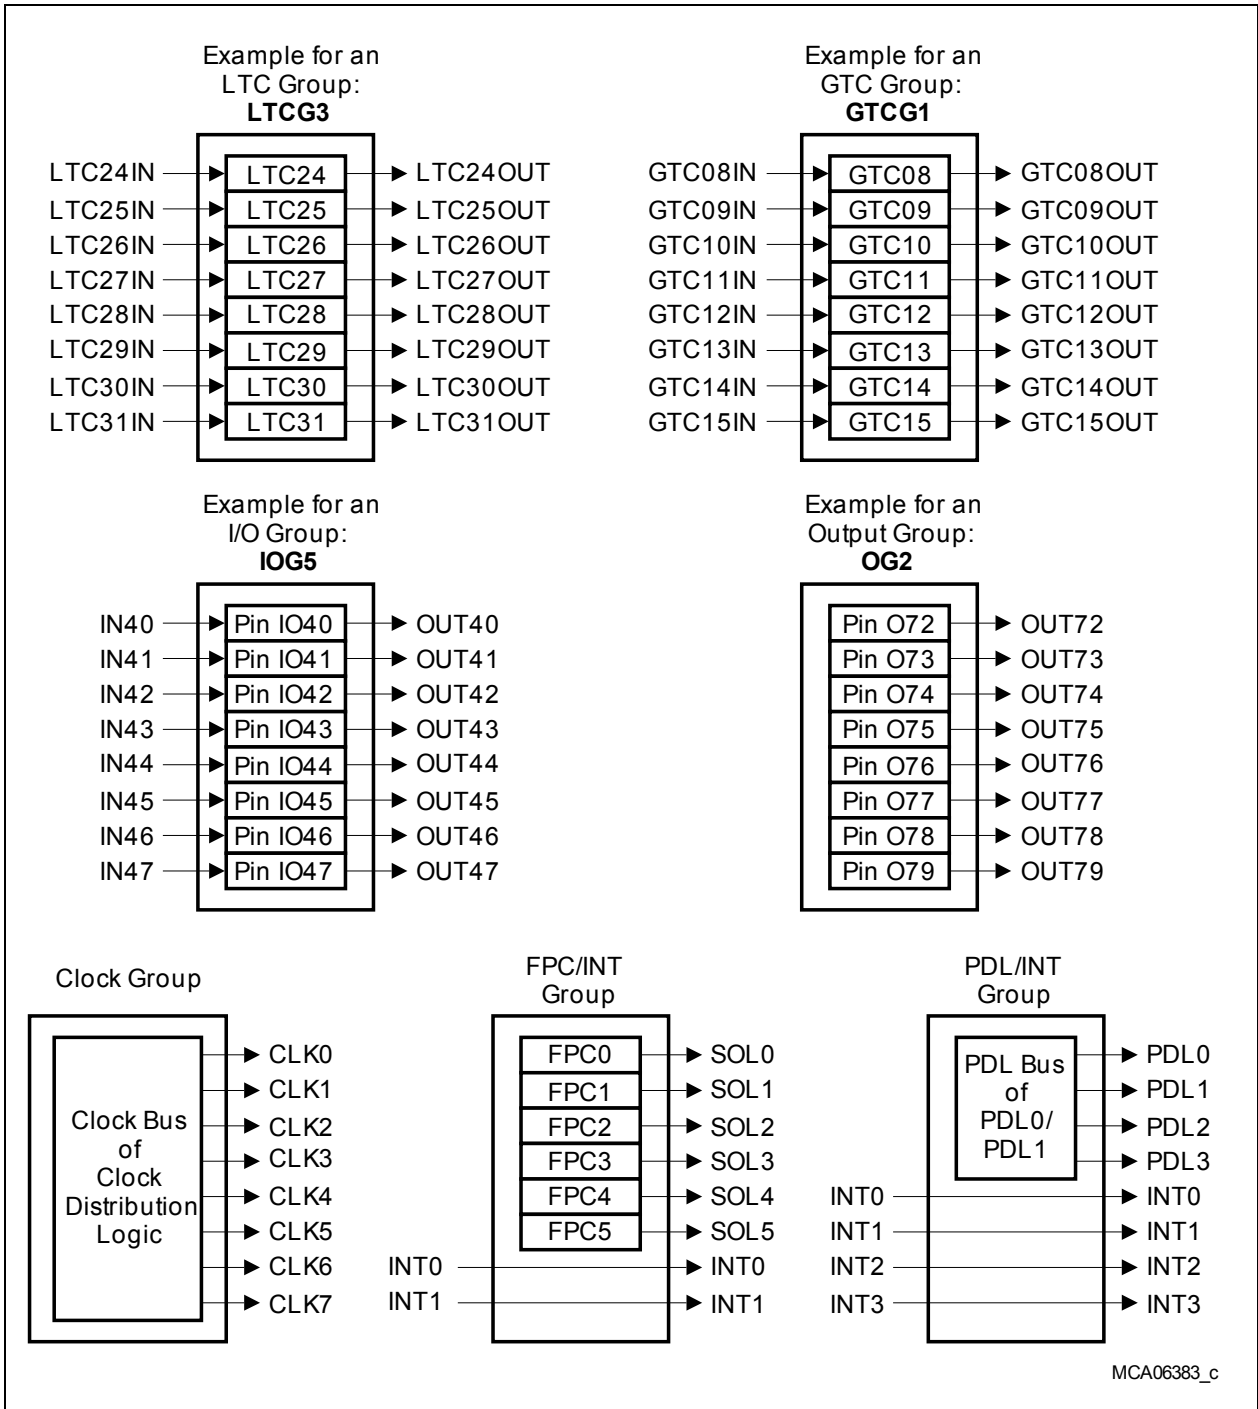 Example for an
LTC Group:
LTCG3
LTC24IN LTC24 LTC24OUT
LTC25IN LTC25 LTC25OUT
LTC26IN LTC26 LTC26OUT
LTC27IN LTC27 LTC27OUT
LTC28IN LTC28 LTC28OUT
LTC29IN LTC29 LTC29OUT
LTC30IN LTC30 LTC30OUT
LTC31IN LTC31 LTC31OUT
Example for an
GTC Group:
GTCG1
GTC08IN GTC08 GTC08OUT
GTC09IN GTC09 GTC09OUT
GTC10IN GTC10 GTC10OUT
GTC11IN GTC11 GTC11OUT
GTC12IN GTC12 GTC12OUT
GTC13IN GTC13 GTC13OUT
GTC14IN GTC14 GTC14OUT
GTC15IN GTC15 GTC15OUT
Example for an
I/O Group:
IOG5
IN40 Pin IO40 OUT40
IN41 Pin IO41 OUT41
IN42 Pin IO42 OUT42
IN43 Pin IO43 OUT43
IN44 Pin IO44 OUT44
IN45 Pin IO45 OUT45
IN46 Pin IO46 OUT46
IN47 Pin IO47 OUT47
Example for an
Output Group:
OG2
Pin O72 OUT72
Pin O73 OUT73
Pin O74 OUT74
Pin O75 OUT75
Pin O76 OUT76
Pin O77 OUT77
Pin O78 OUT78
Pin O79 OUT79
Clock Group
Clock Bus
of
Clock
Distribution
Logic
CLK0
CLK1
CLK2
CLK3
CLK4
CLK5
CLK6
CLK7
FPC/INT
Group
FPC0 SOL0
FPC1 SOL1
FPC2 SOL2
FPC3 SOL3
FPC4 SOL4
FPC5 SOL5
INT0 INT0
INT1 INT1
PDL/INT
Group
PDL Bus
of
PDL0/
PDL1
PDL0
PDL1
PDL2
PDL3
INT0 INT0
INT1 INT1
INT2 INT2
INT3 INT3
MCA06383_c